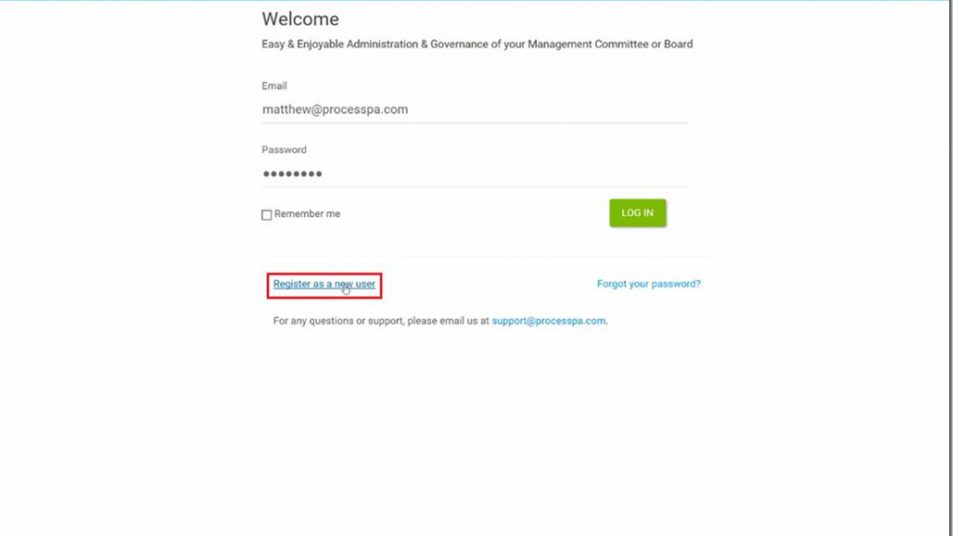 Welcome
Easy & Enjoyable Administration & Governance of your Management Committee or Board
Email
matthew@processpa.com
Password
••••••••
Remember me
LOG IN
Register as a new user
Forgot your password?
For any questions or support, please email us at support@processpa.com.